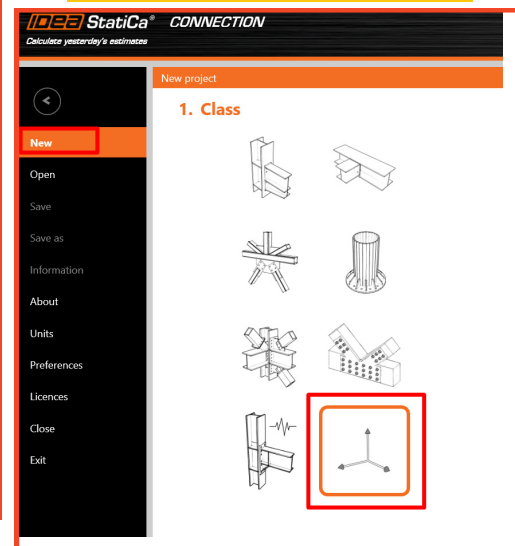 IDEA StatiCa® CONNECTION
Calculate yesterday's estimates
New project
1. Class
New
Open
Save
Save as
Information
About
Units
Preferences
Licences
Close
Exit